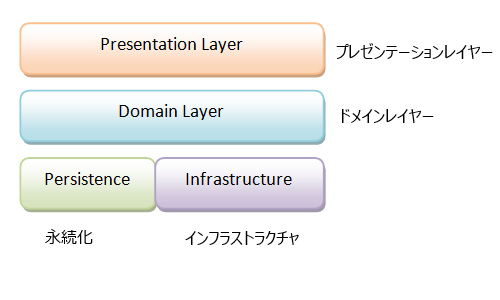 Presentation Layer
プレゼンテーションレイヤー
Domain Layer
ドメインレイヤー
Persistence
Infrastructure
永続化
インフラストラクチャ